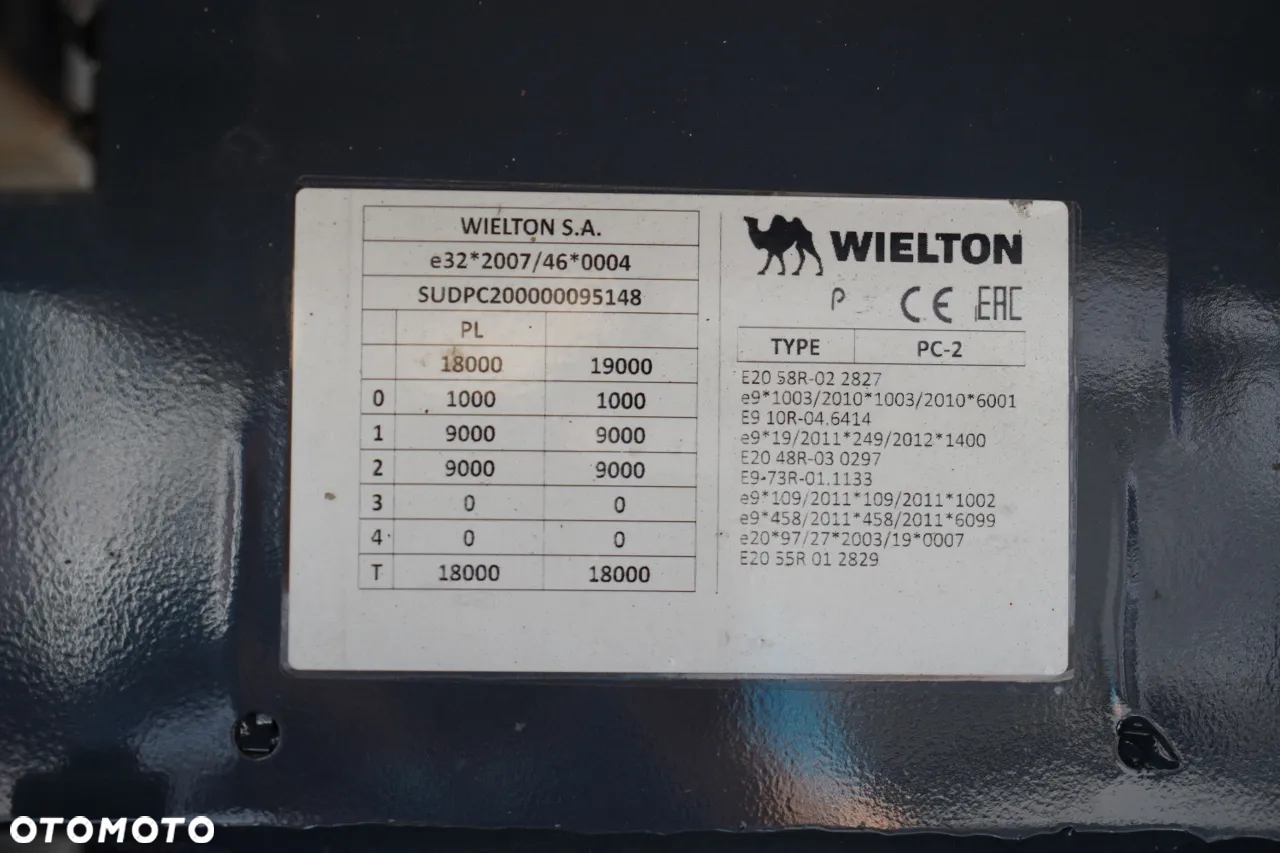 WIELTON S.A.
e32*2007/46*0004
SUDPC200000095148
PL
18000 19000
0 1000 1000
1 9000 9000
2 9000 9000
3 0 0
4 0 0
T 18000 18000
WIELTON
P CE EAC
TYPE PC-2
E20 58R-02 2827
e9*1003/2010*1003/2010*6001
E9 10R-04.6414
e9*19/2011*249/2012*1400
E20 48R-03 0297
E9-73R-01.1133
e9*109/2011*109/2011*1002
e9*458/2011*458/2011*6099
e20*97/27*2003/19*0007
E20 55R 01 2829
OTOMOTO